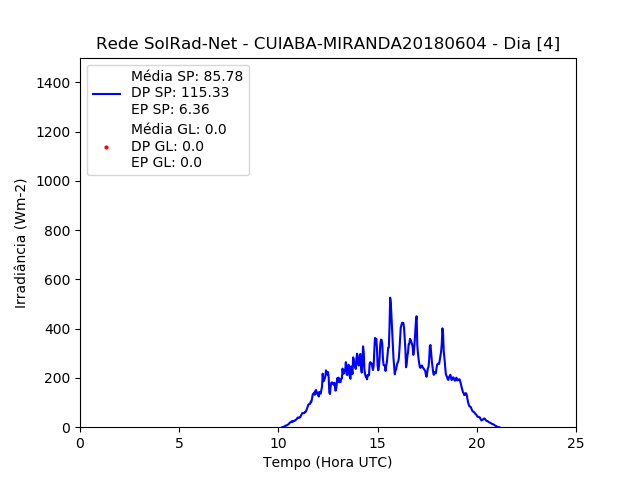 Rede SolRad-Net - CUIABA-MIRANDA20180604 - Dia [4]
Média SP: 85.78
DP SP: 115.33
EP SP: 6.36
Média GL: 0.0
DP GL: 0.0
EP GL: 0.0
Irradiância (Wm-2)
1400
1200
1000
800
600
400
200
0
0 5 10 15 20 25
Tempo (Hora UTC)